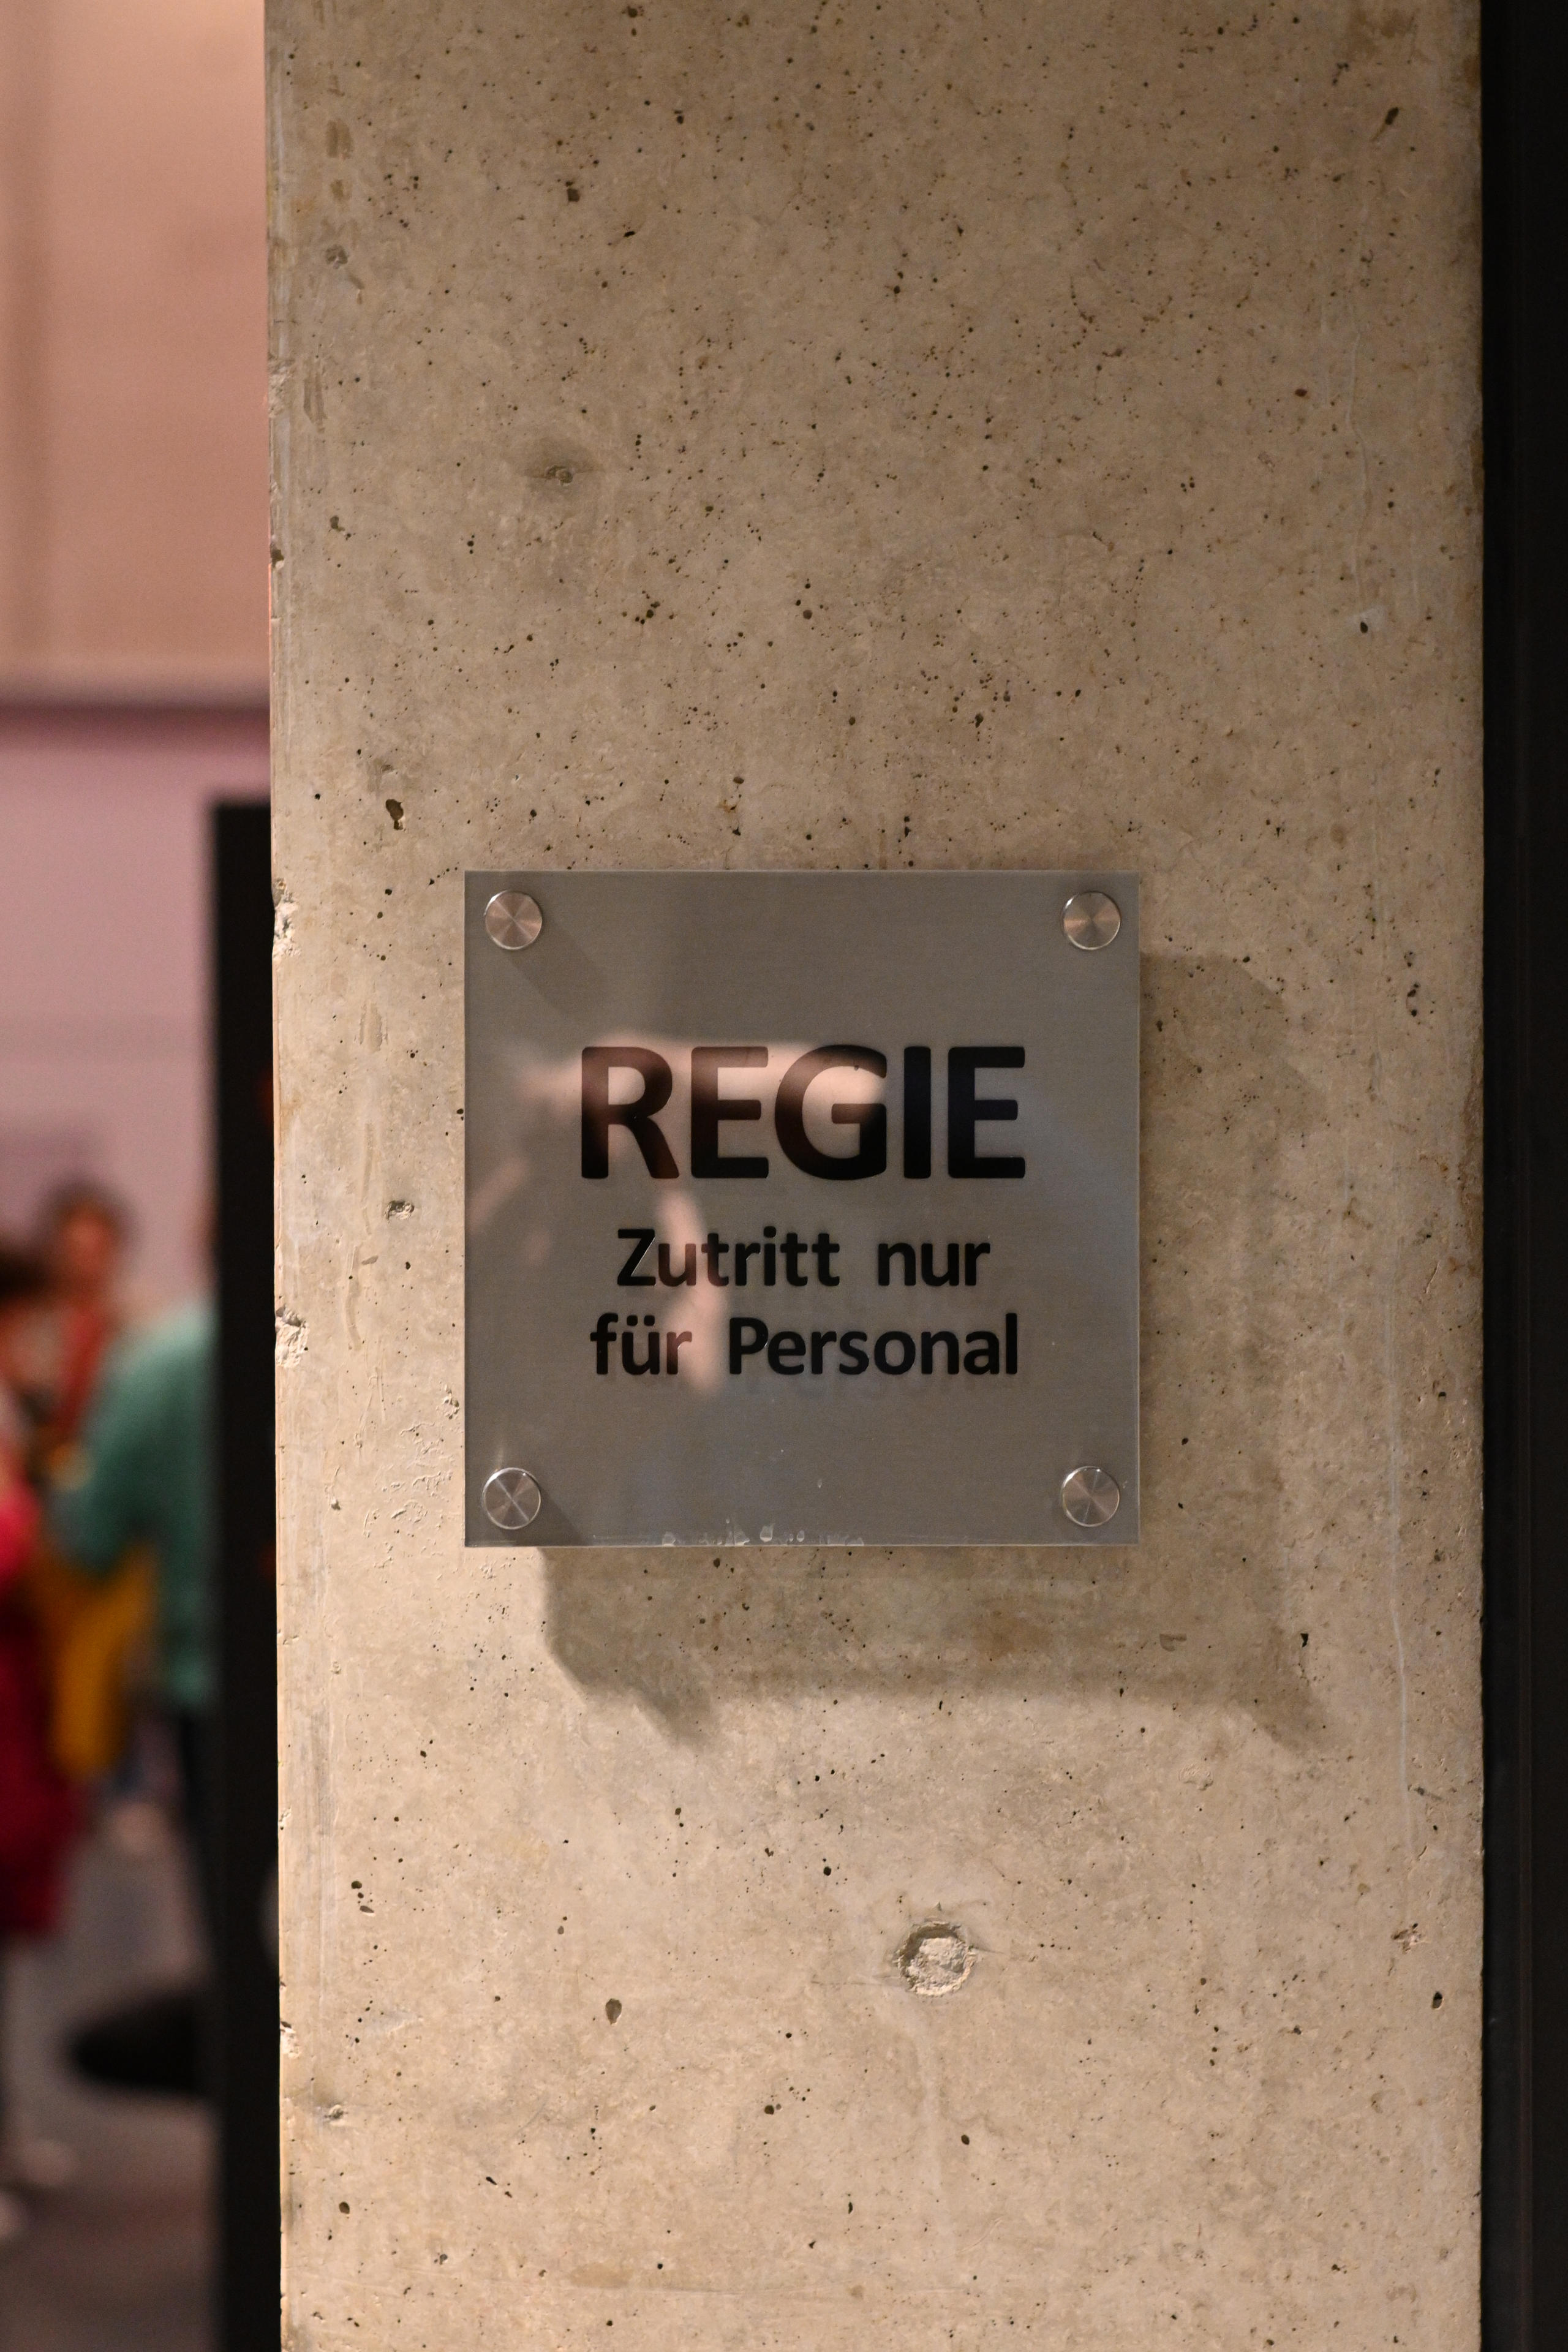 REGIE
Zutritt nur
für Personal